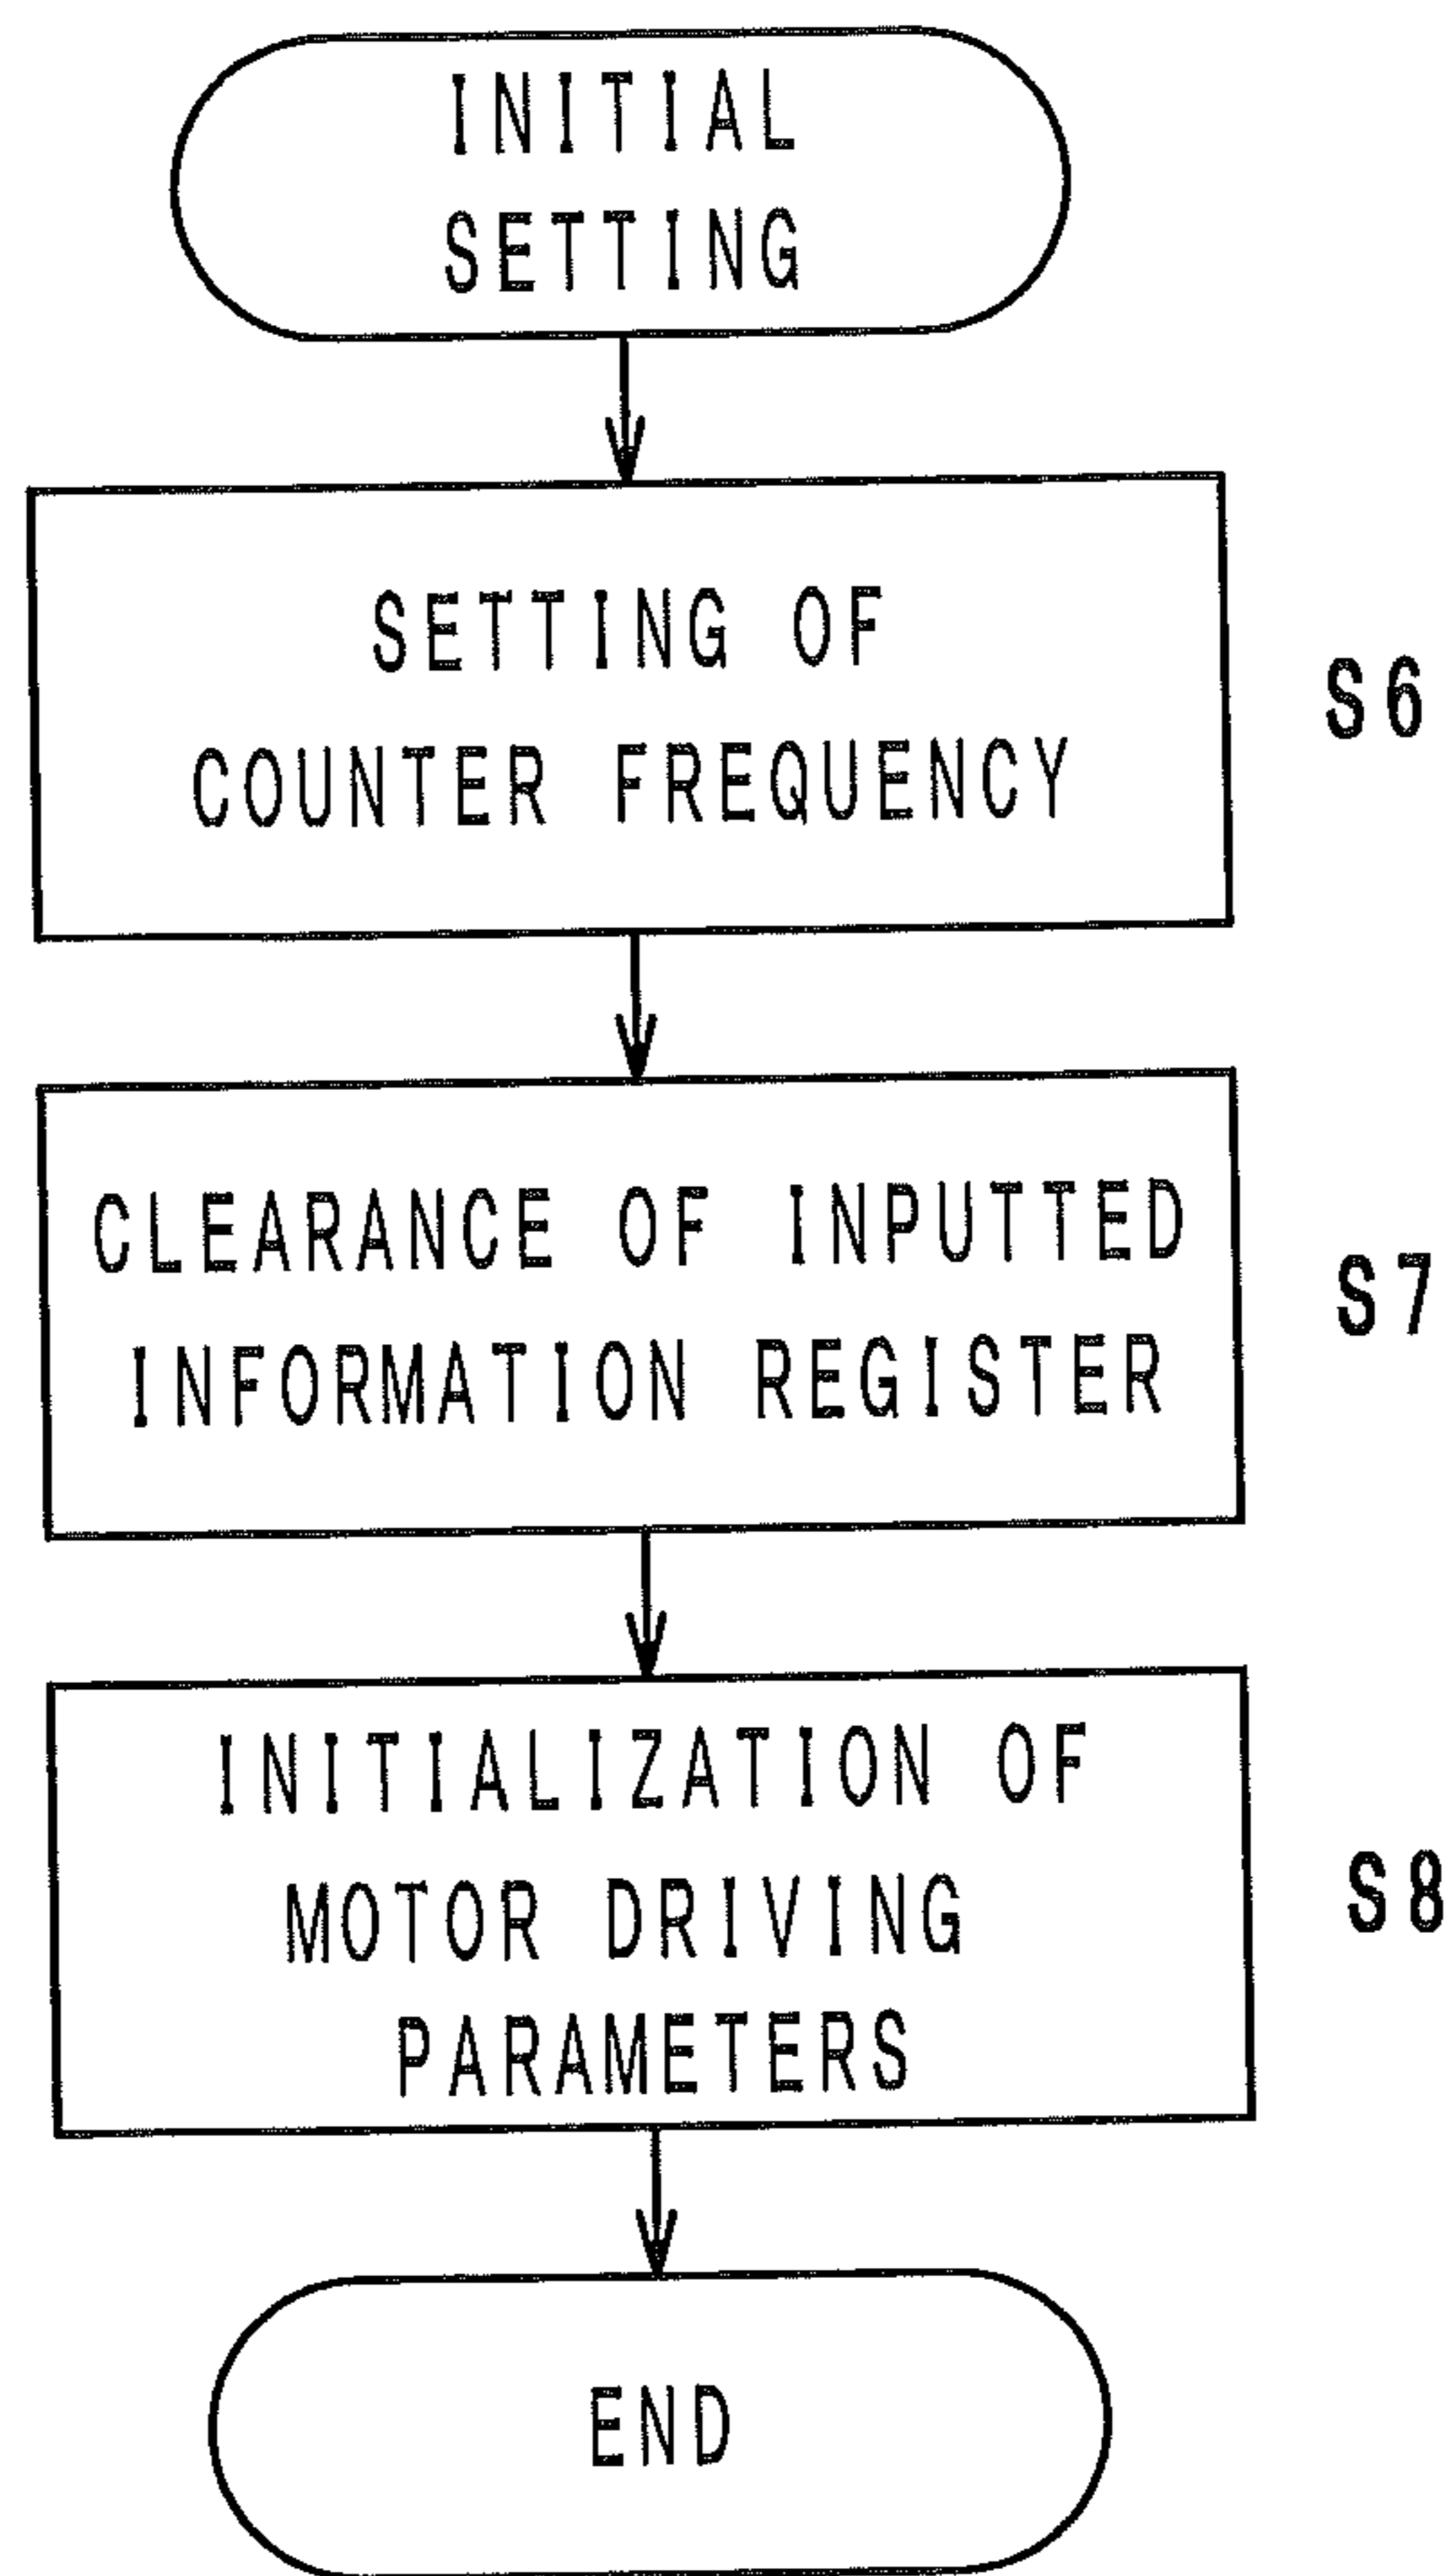 INITIAL
SETTING
SETTING OF
COUNTER FREQUENCY
S6
CLEARANCE OF INPUTTED
INFORMATION REGISTER
S7
INITIALIZATION OF
MOTOR DRIVING
PARAMETERS
S8
END